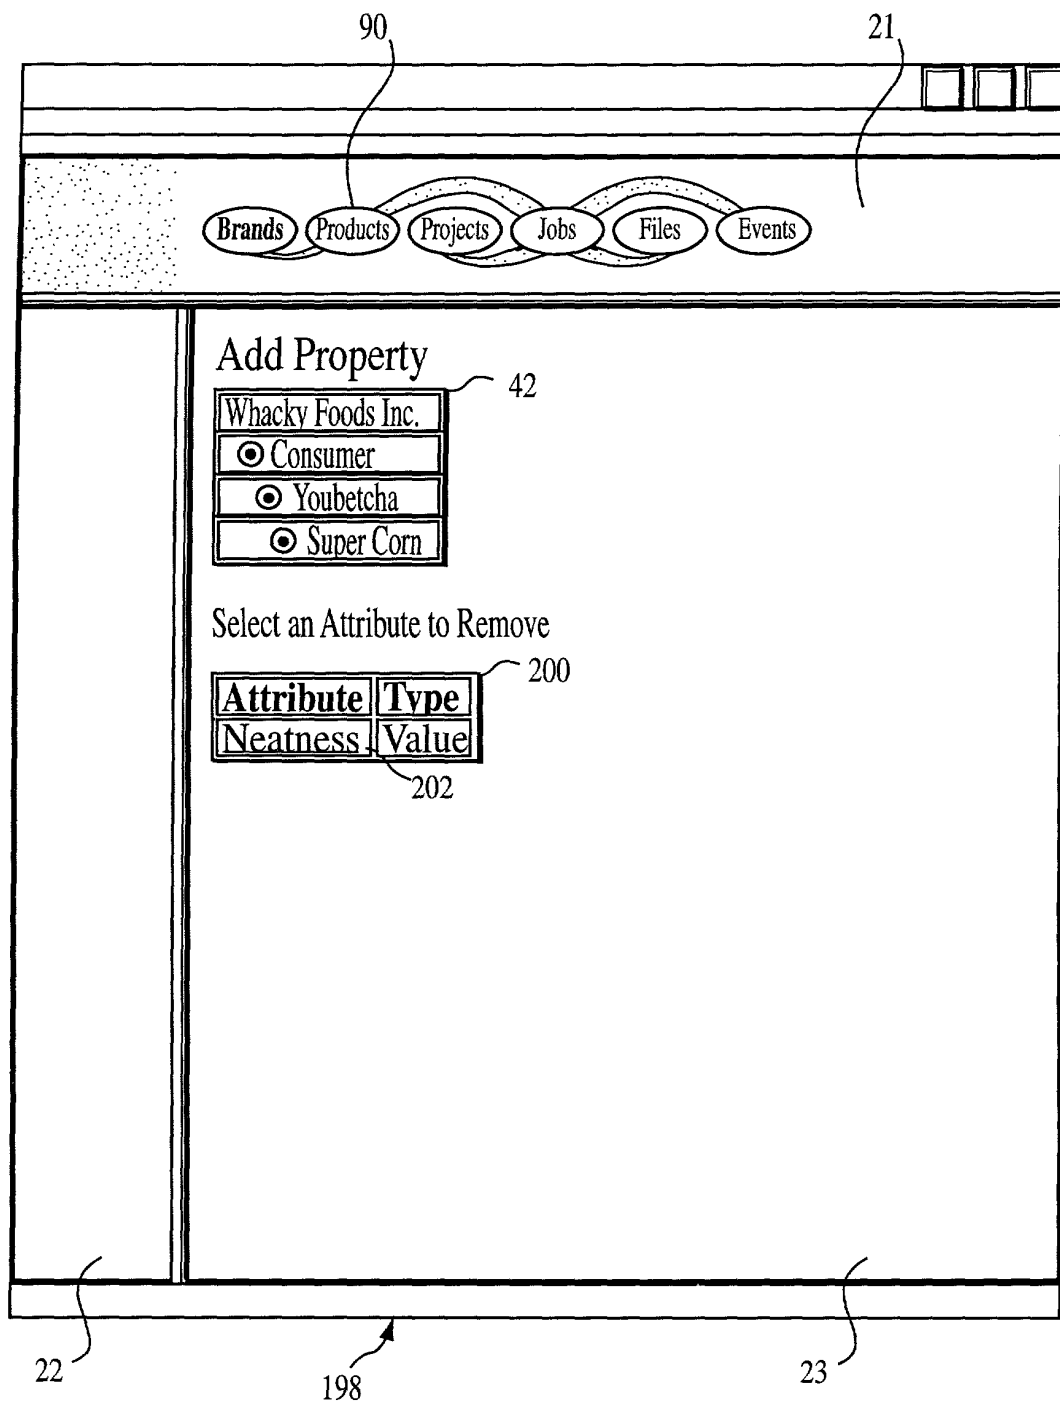 90
21
Brands Products Projects Jobs Files Events
Add Property
42
Whacky Foods Inc.
Consumer
Youbetcha
Super Corn
Select an Attribute to Remove
200
Attribute Type
Neatness Value
202
22
198
23